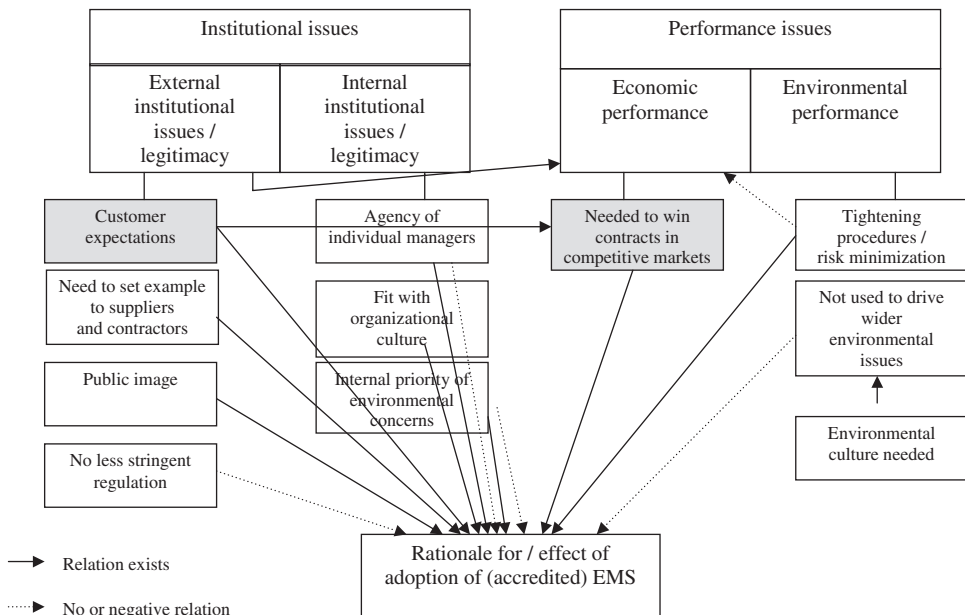 Institutional issues
Performance issues
External
institutional
issues /
legitimacy
Internal
institutional
issues /
legitimacy
Economic
performance
Environmental
performance
Customer
expectations
Agency of
individual managers
Needed to win
contracts in
competitive markets
Tightening
procedures /
risk minimization
Need to set example
to suppliers
and contractors
Fit with
organizational
culture
Not used to drive
wider
environmental
issues
Public image
Internal priority of
environmental
concerns
No less stringent
regulation
Environmental
culture needed
Rationale for / effect of
adoption of (accredited) EMS
Relation exists
No or negative relation